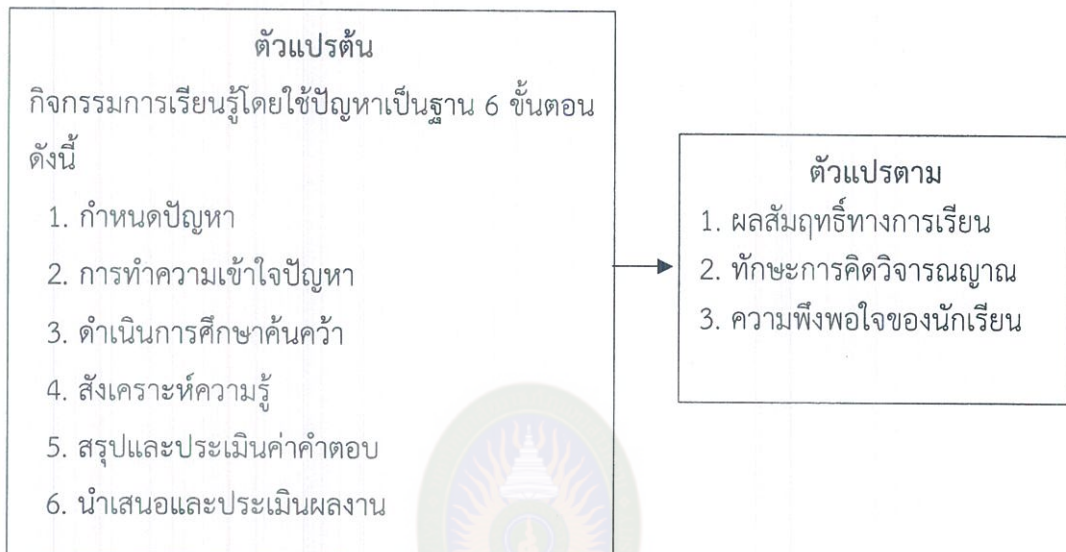 ตัวแปรต้น
กิจกรรมการเรียนรู้โดยใช้ปัญหาเป็นฐาน 6 ขั้นตอน
ดังนี้
1. กำหนดปัญหา
2. การทำความเข้าใจปัญหา
3. ดำเนินการศึกษาค้นคว้า
4. สังเคราะห์ความรู้
5. สรุปและประเมินค่าคำตอบ
6. นำเสนอและประเมินผลงาน
ตัวแปรตาม
1. ผลสัมฤทธิ์ทางการเรียน
2. ทักษะการคิดวิจารณญาณ
3. ความพึงพอใจของนักเรียน